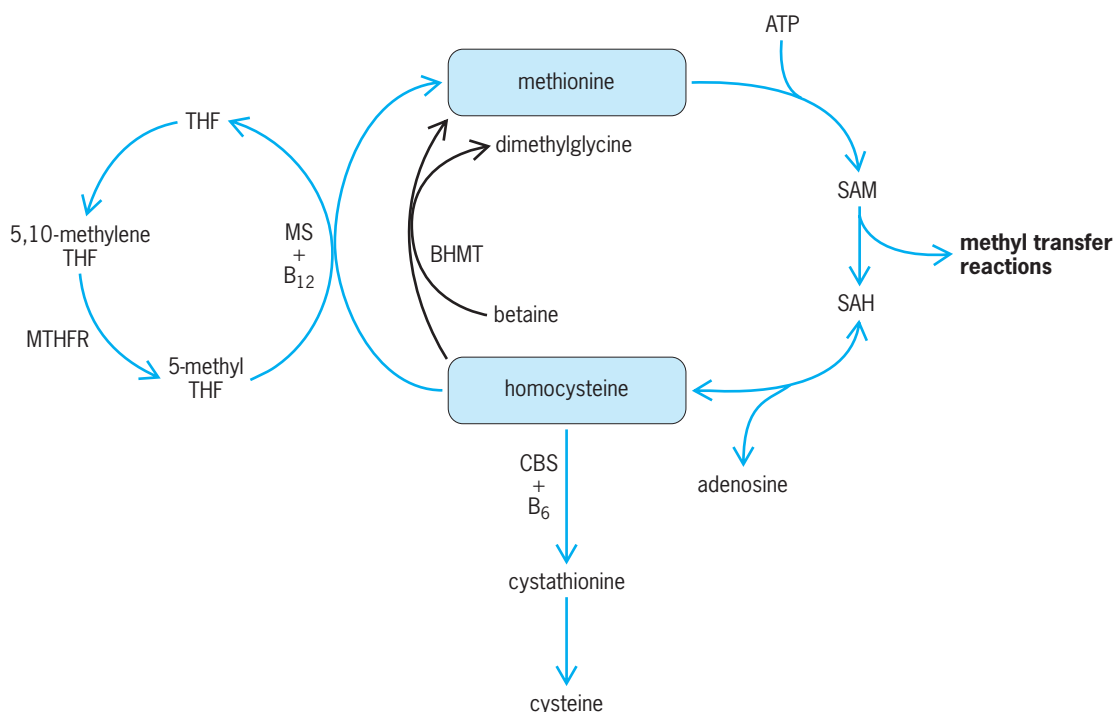 ATP
methionine
THF
dimethylglycine
SAM
5,10-methylene
THF
MS
+
B₁₂
BHMT
methyl transfer
reactions
betaine
SAH
MTHFR
5-methyl
THF
homocysteine
CBS
+
B₆
adenosine
cystathionine
cysteine